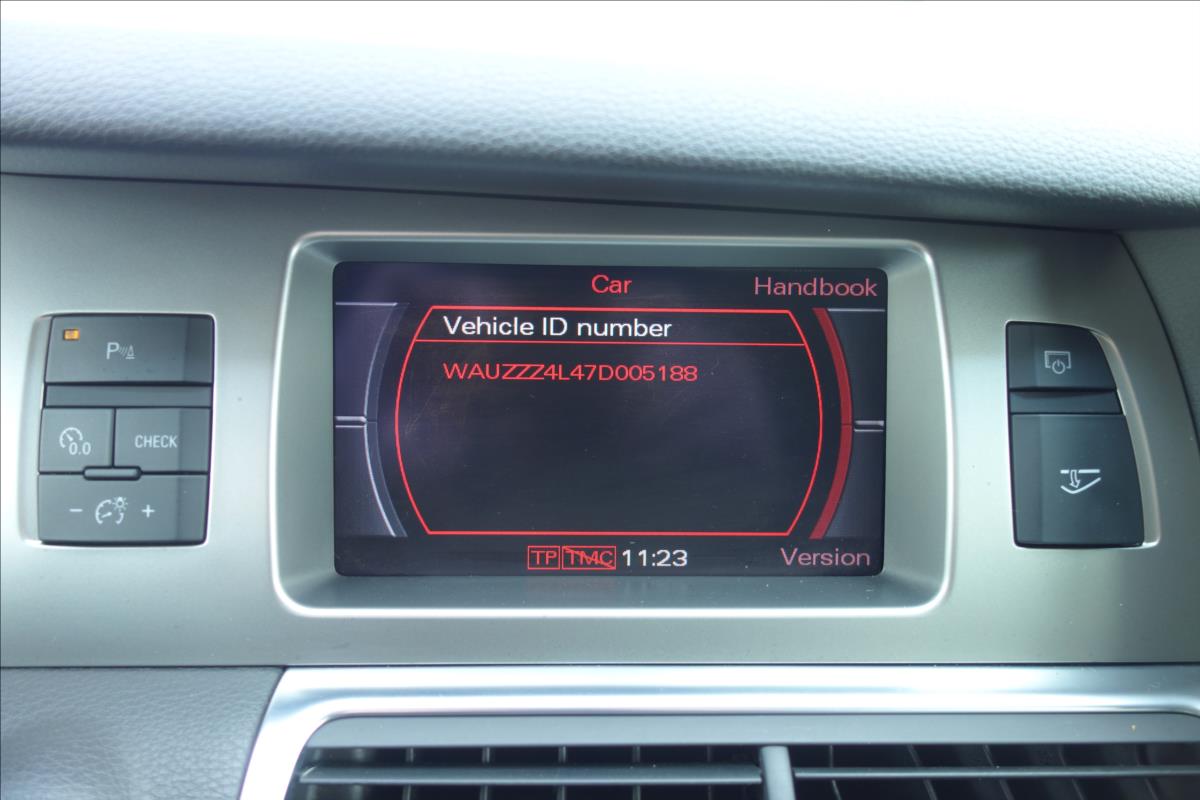 Car
Handbook
Vehicle ID number
WAUZZZ4L47D005188
P
0.0
CHECK
- +
TP TMC 11:23
Version